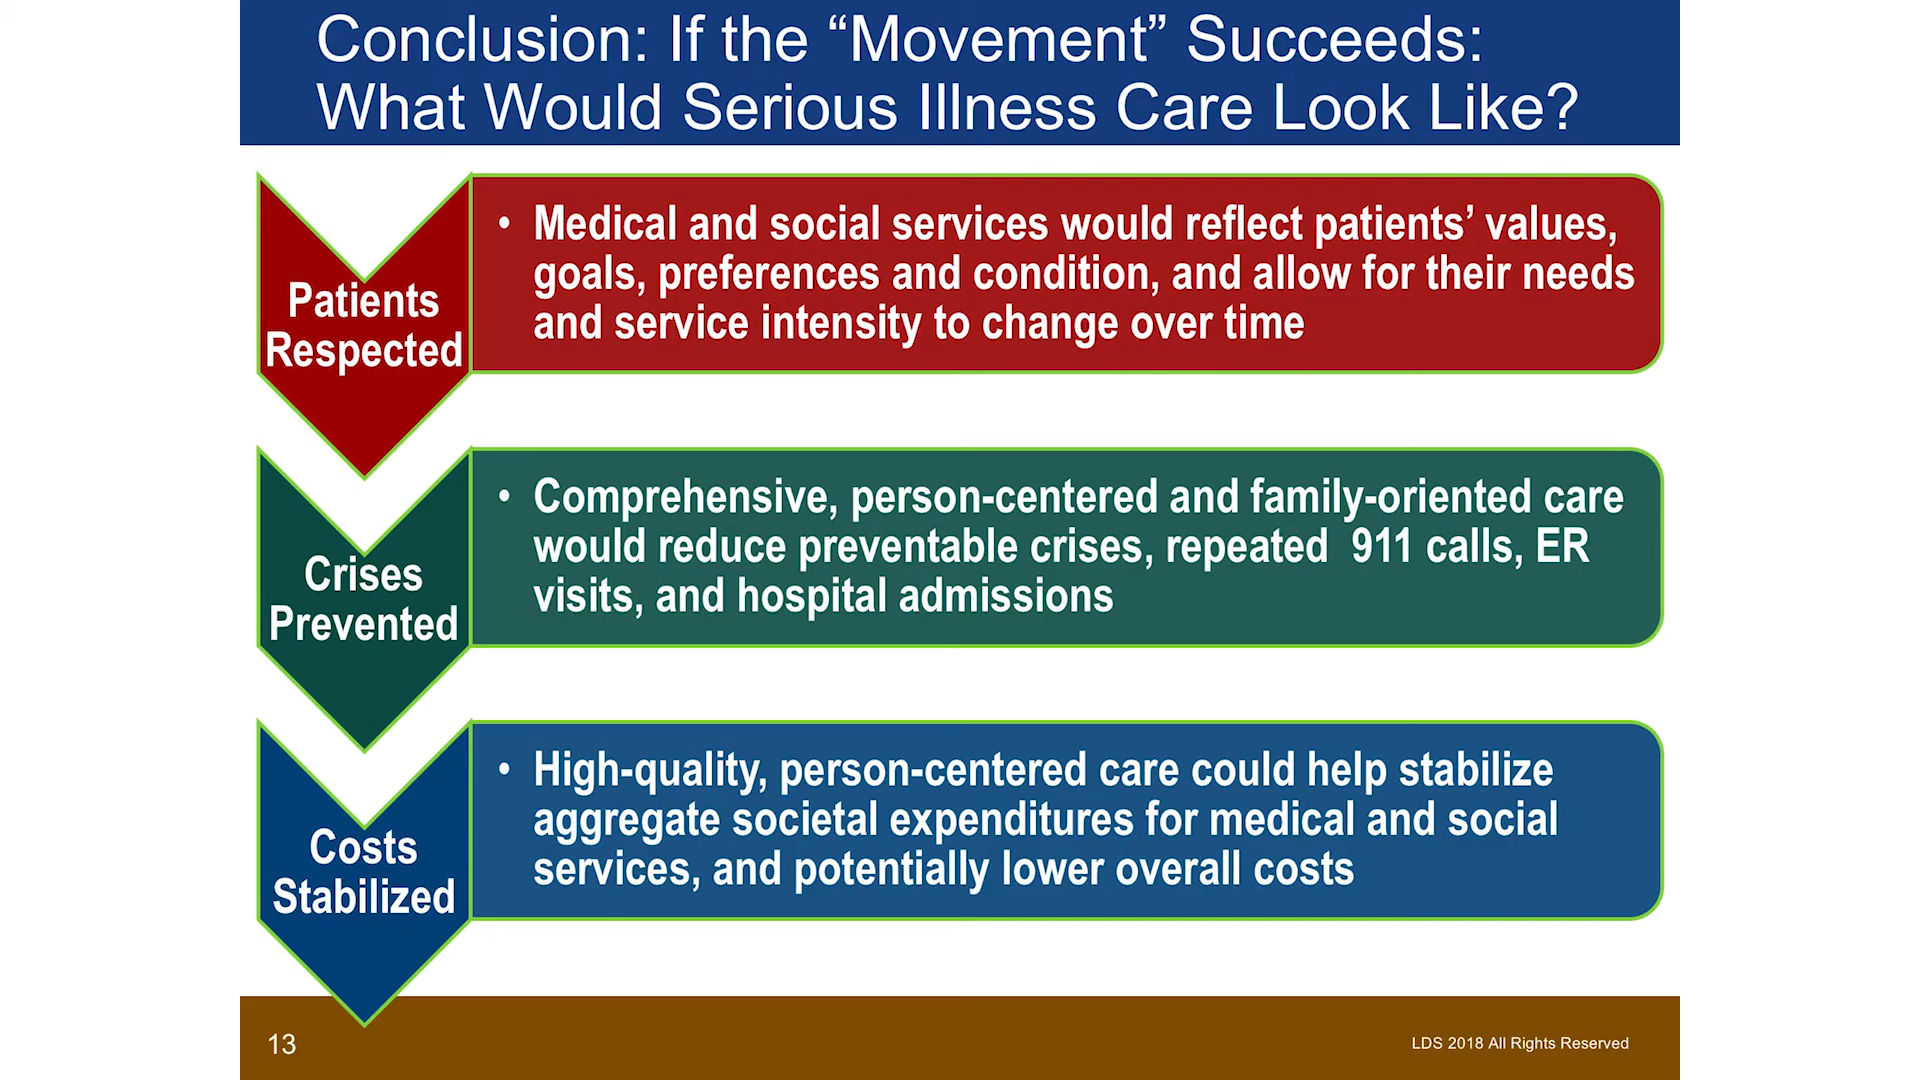 Conclusion: If the “Movement” Succeeds:
What Would Serious Illness Care Look Like?
Patients
Respected
• Medical and social services would reflect patients’ values,
goals, preferences and condition, and allow for their needs
and service intensity to change over time
Crises
Prevented
• Comprehensive, person-centered and family-oriented care
would reduce preventable crises, repeated  911 calls, ER
visits, and hospital admissions
Costs
Stabilized
• High-quality, person-centered care could help stabilize
aggregate societal expenditures for medical and social
services, and potentially lower overall costs
13
LDS 2018 All Rights Reserved